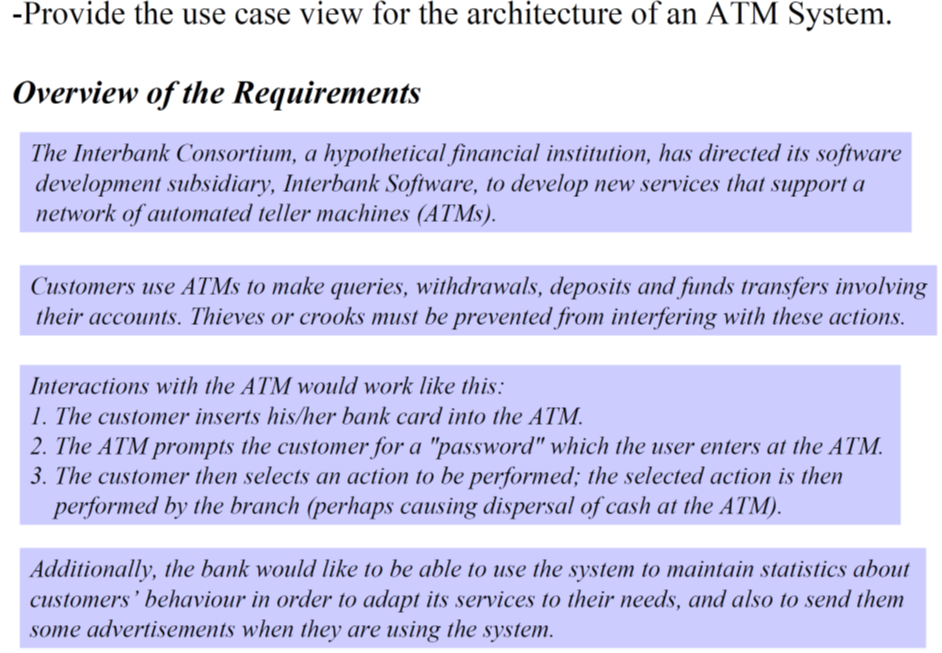 -Provide the use case view for the architecture of an ATM System.
Overview of the Requirements
The Interbank Consortium, a hypothetical financial institution, has directed its software
development subsidiary, Interbank Software, to develop new services that support a
network of automated teller machines (ATMs).
Customers use ATMs to make queries, withdrawals, deposits and funds transfers involving
their accounts. Thieves or crooks must be prevented from interfering with these actions.
Interactions with the ATM would work like this:
1. The customer inserts his/her bank card into the ATM.
2. The ATM prompts the customer for a "password" which the user enters at the ATM.
3. The customer then selects an action to be performed; the selected action is then
performed by the branch (perhaps causing dispersal of cash at the ATM).
Additionally, the bank would like to be able to use the system to maintain statistics about
customers' behaviour in order to adapt its services to their needs, and also to send them
some advertisements when they are using the system.